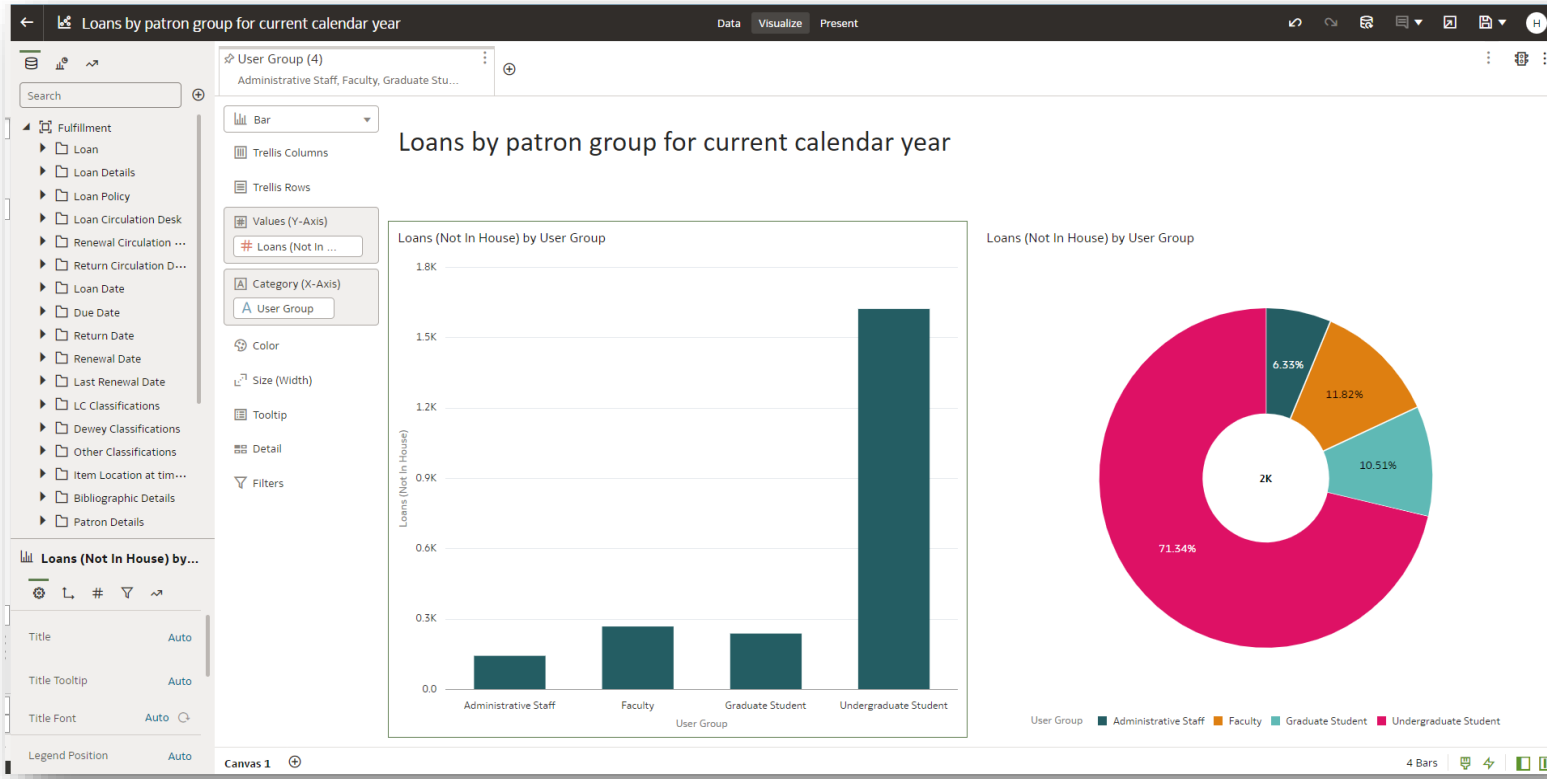 Loans by patron group for current calendar year
Data Visualize Present
H
Search
Fulfillment
Loan
Loan Details
Loan Policy
Loan Circulation Desk
Renewal Circulation ···
Return Circulation D···
Loan Date
Due Date
Return Date
Renewal Date
Last Renewal Date
LC Classifications
Dewey Classifications
Other Classifications
Item Location at tim···
Bibliographic Details
Patron Details
Loans (Not In House) by...
#
Title Auto
Title Tooltip Auto
Title Font Auto
Legend Position Auto
User Group (4)
Administrative Staff, Faculty, Graduate Stu...
Bar
Trellis Columns
Trellis Rows
# Values (Y-Axis)
# Loans (Not In ...
A Category (X-Axis)
A User Group
Color
Size (Width)
Tooltip
Detail
Filters
Loans by patron group for current calendar year
Loans (Not In House) by User Group
1.8K
1.5K
1.2K
0.9K
0.6K
0.3K
0.0
Loans (Not In House)
Administrative Staff Faculty Graduate Student Undergraduate Student
User Group
Loans (Not In House) by User Group
6.33%
11.82%
10.51%
71.34%
2K
User Group Administrative Staff Faculty Graduate Student Undergraduate Student
Canvas 1
4 Bars